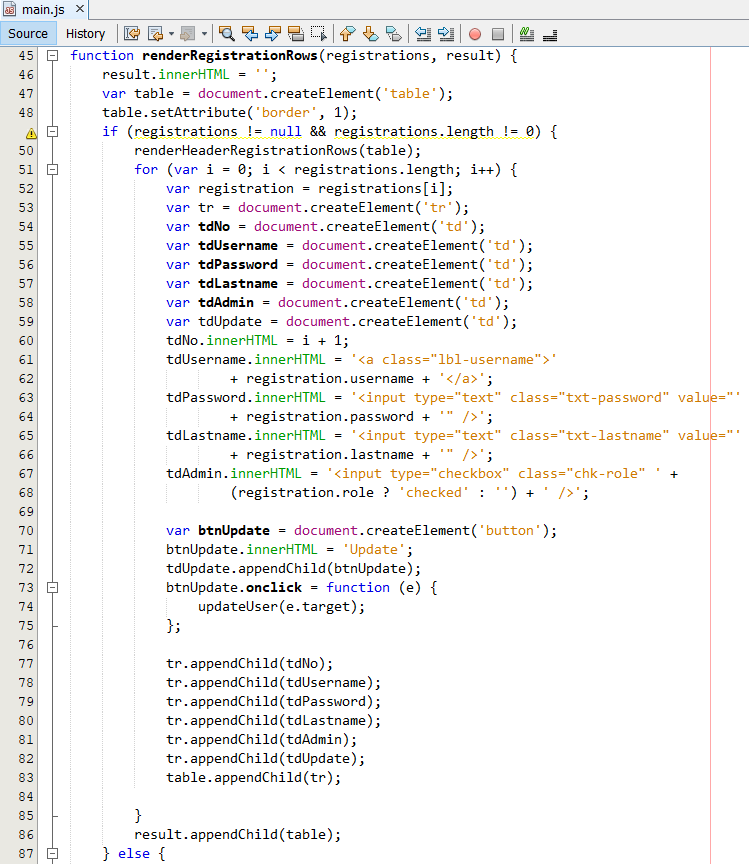 main.js
Source History
45 function renderRegistrationRows(registrations, result) {
46 result.innerHTML = '';
47 var table = document.createElement('table');
48 table.setAttribute('border', 1);
if (registrations != null && registrations.length != 0) {
50 renderHeaderRegistrationRows(table);
51 for (var i = 0; i < registrations.length; i++) {
52 var registration = registrations[i];
53 var tr = document.createElement('tr');
54 var tdNo = document.createElement('td');
55 var tdUsername = document.createElement('td');
56 var tdPassword = document.createElement('td');
57 var tdLastname = document.createElement('td');
58 var tdAdmin = document.createElement('td');
59 var tdUpdate = document.createElement('td');
60 tdNo.innerHTML = i + 1;
61 tdUsername.innerHTML = '<a class="lbl-username">'
62 + registration.username + '</a>';
63 tdPassword.innerHTML = '<input type="text" class="txt-password" value="'
64 + registration.password + '" />';
65 tdLastname.innerHTML = '<input type="text" class="txt-lastname" value="'
66 + registration.lastname + '" />';
67 tdAdmin.innerHTML = '<input type="checkbox" class="chk-role" ' +
68 (registration.role ? 'checked' : '') + ' />';
69
70 var btnUpdate = document.createElement('button');
71 btnUpdate.innerHTML = 'Update';
72 tdUpdate.appendChild(btnUpdate);
73 btnUpdate.onclick = function (e) {
74 updateUser(e.target);
75 };
76
77 tr.appendChild(tdNo);
78 tr.appendChild(tdUsername);
79 tr.appendChild(tdPassword);
80 tr.appendChild(tdLastname);
81 tr.appendChild(tdAdmin);
82 tr.appendChild(tdUpdate);
83 table.appendChild(tr);
84
85 }
86 result.appendChild(table);
87 } else {